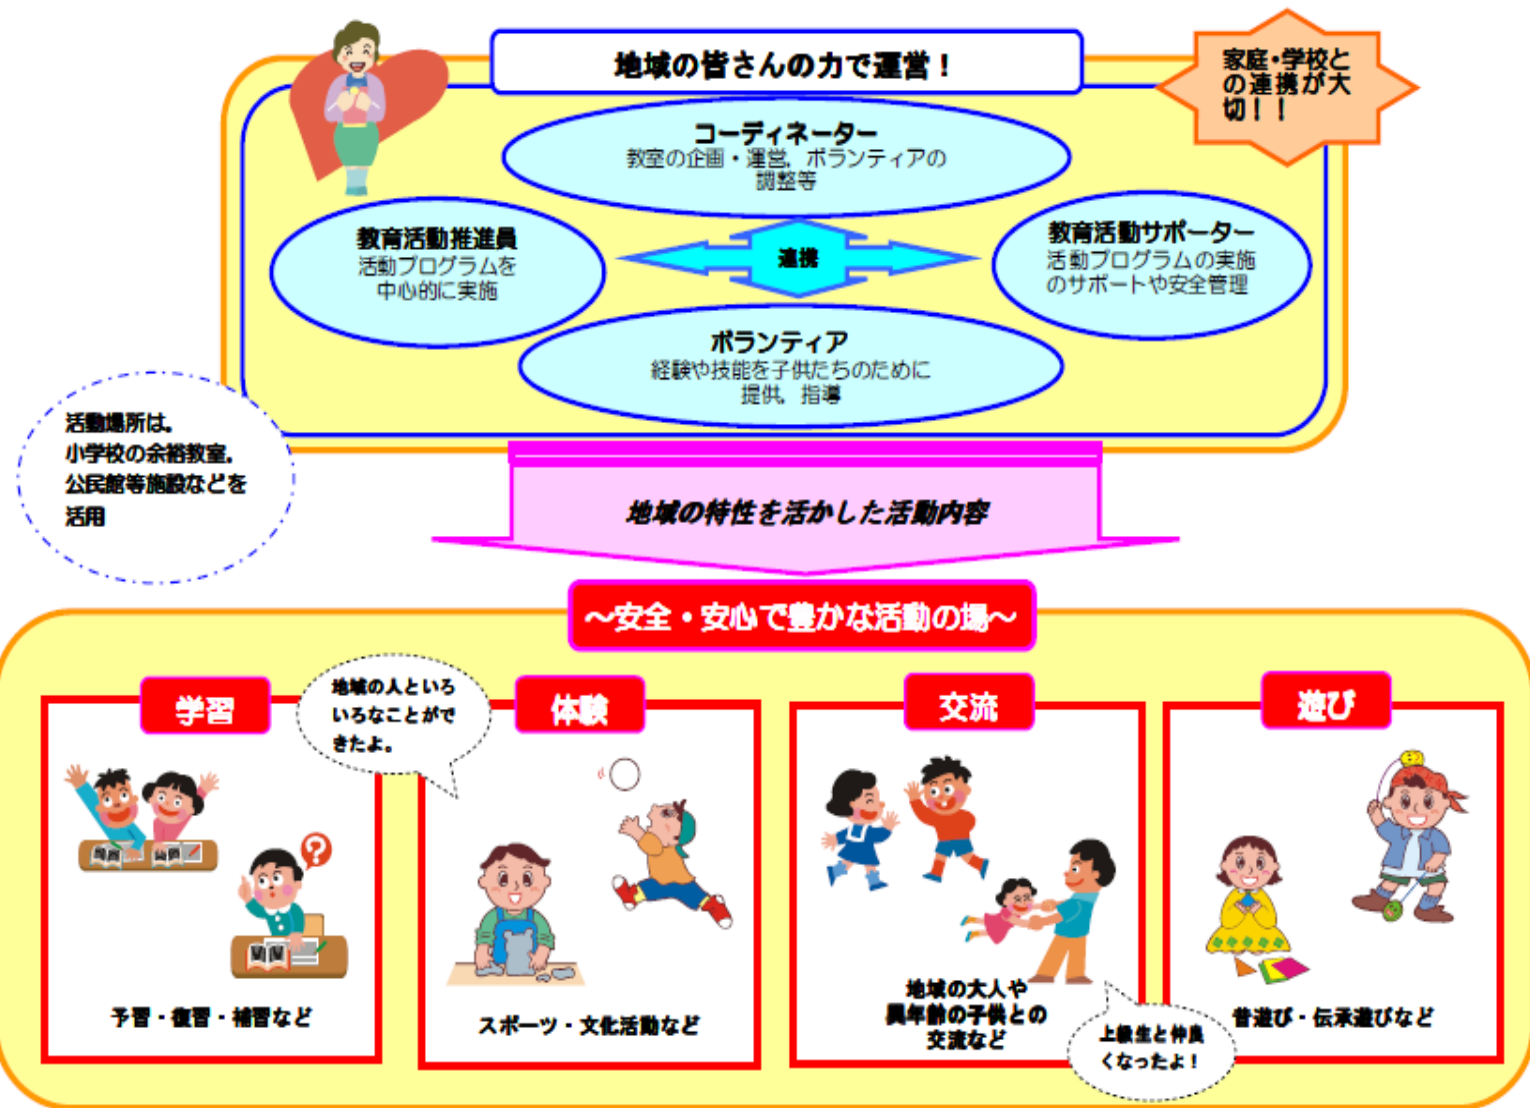 地域の皆さんの力で運営！
家庭・学校と
の連携が大
切！！
コーディネーター
教室の企画・運営，ボランティアの
調整等
教育活動推進員
活動プログラムを
中心的に実施
連携
教育活動サポーター
活動プログラムの実施
のサポートや安全管理
ボランティア
経験や技能を子供たちのために
提供，指導
活動場所は，
小学校の余裕教室，
公民館等施設などを
活用
地域の特性を活かした活動内容
～安全・安心で豊かな活動の場～
学習
地域の人といろ
いろなことがで
きたよ。
体験
交流
遊び
?
予習・復習・補習など
スポーツ・文化活動など
地域の大人や
異年齢の子供との
交流など
上級生と仲良
くなったよ！
昔遊び・伝承遊びなど